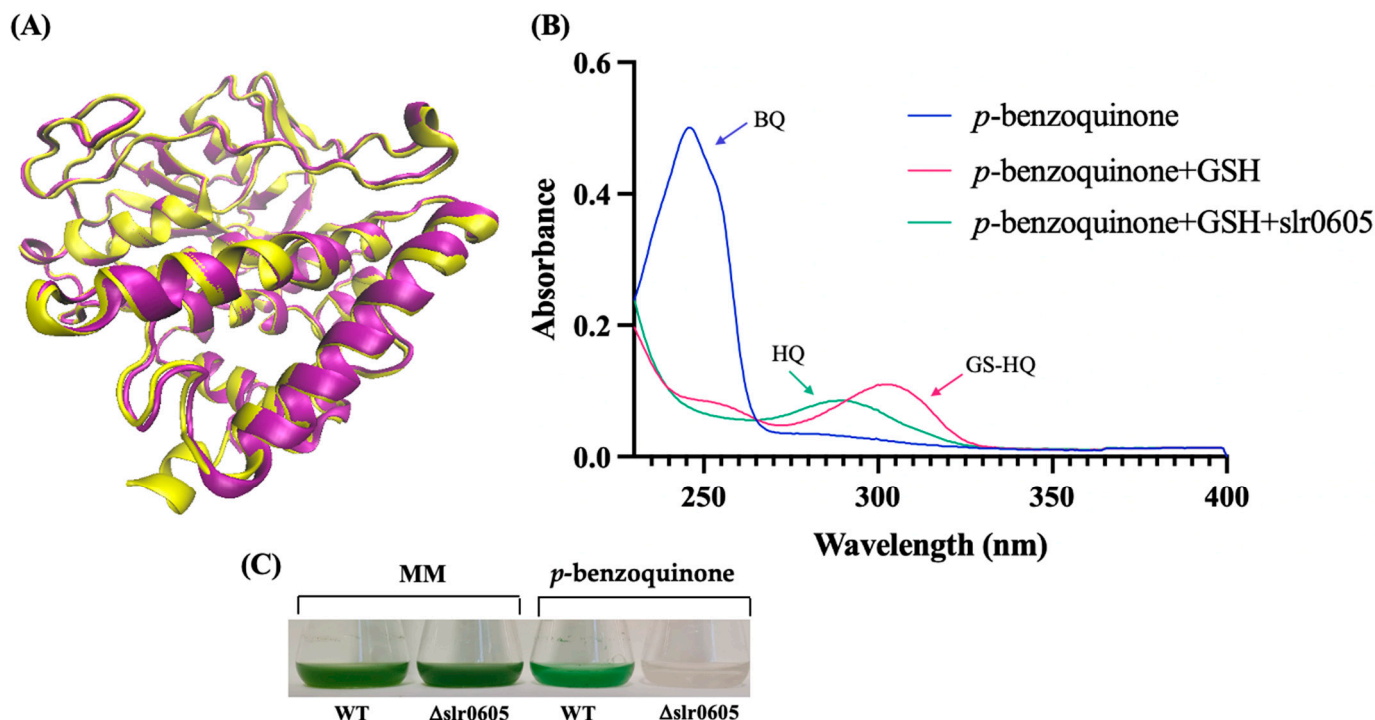 (A)
(B)
Absorbance
0.6
0.4
0.2
0.0
BQ
HQ
GS-HQ
p-benzoquinone
p-benzoquinone+GSH
p-benzoquinone+GSH+slr0605
250
300
350
400
Wavelength (nm)
(C)
MM
p-benzoquinone
WT
Δslr0605
WT
Δslr0605